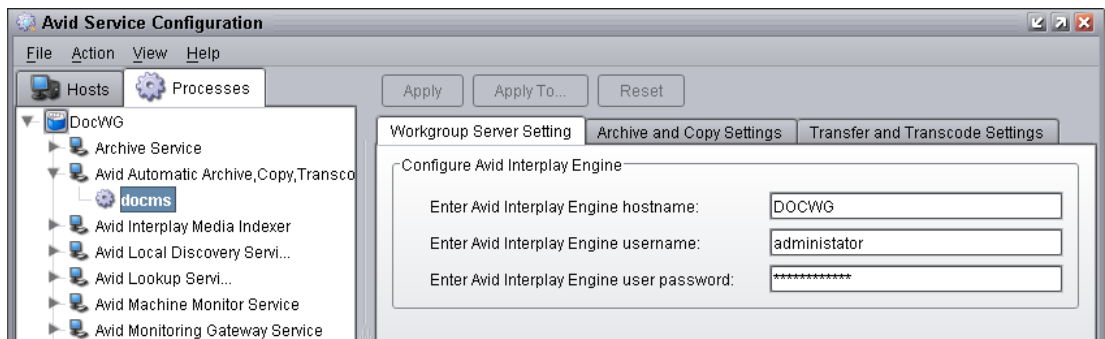 Avid Service Configuration
File Action View Help
Hosts Processes
DocWG
Archive Service
Avid Automatic Archive,Copy,Transco
docms
Avid Interplay Media Indexer
Avid Local Discovery Servi...
Avid Lookup Servi...
Avid Machine Monitor Service
Avid Monitoring Gateway Service
Apply Apply To... Reset
Workgroup Server Setting Archive and Copy Settings Transfer and Transcode Settings
Configure Avid Interplay Engine
Enter Avid Interplay Engine hostname: DOCWG
Enter Avid Interplay Engine username: administator
Enter Avid Interplay Engine user password: ************